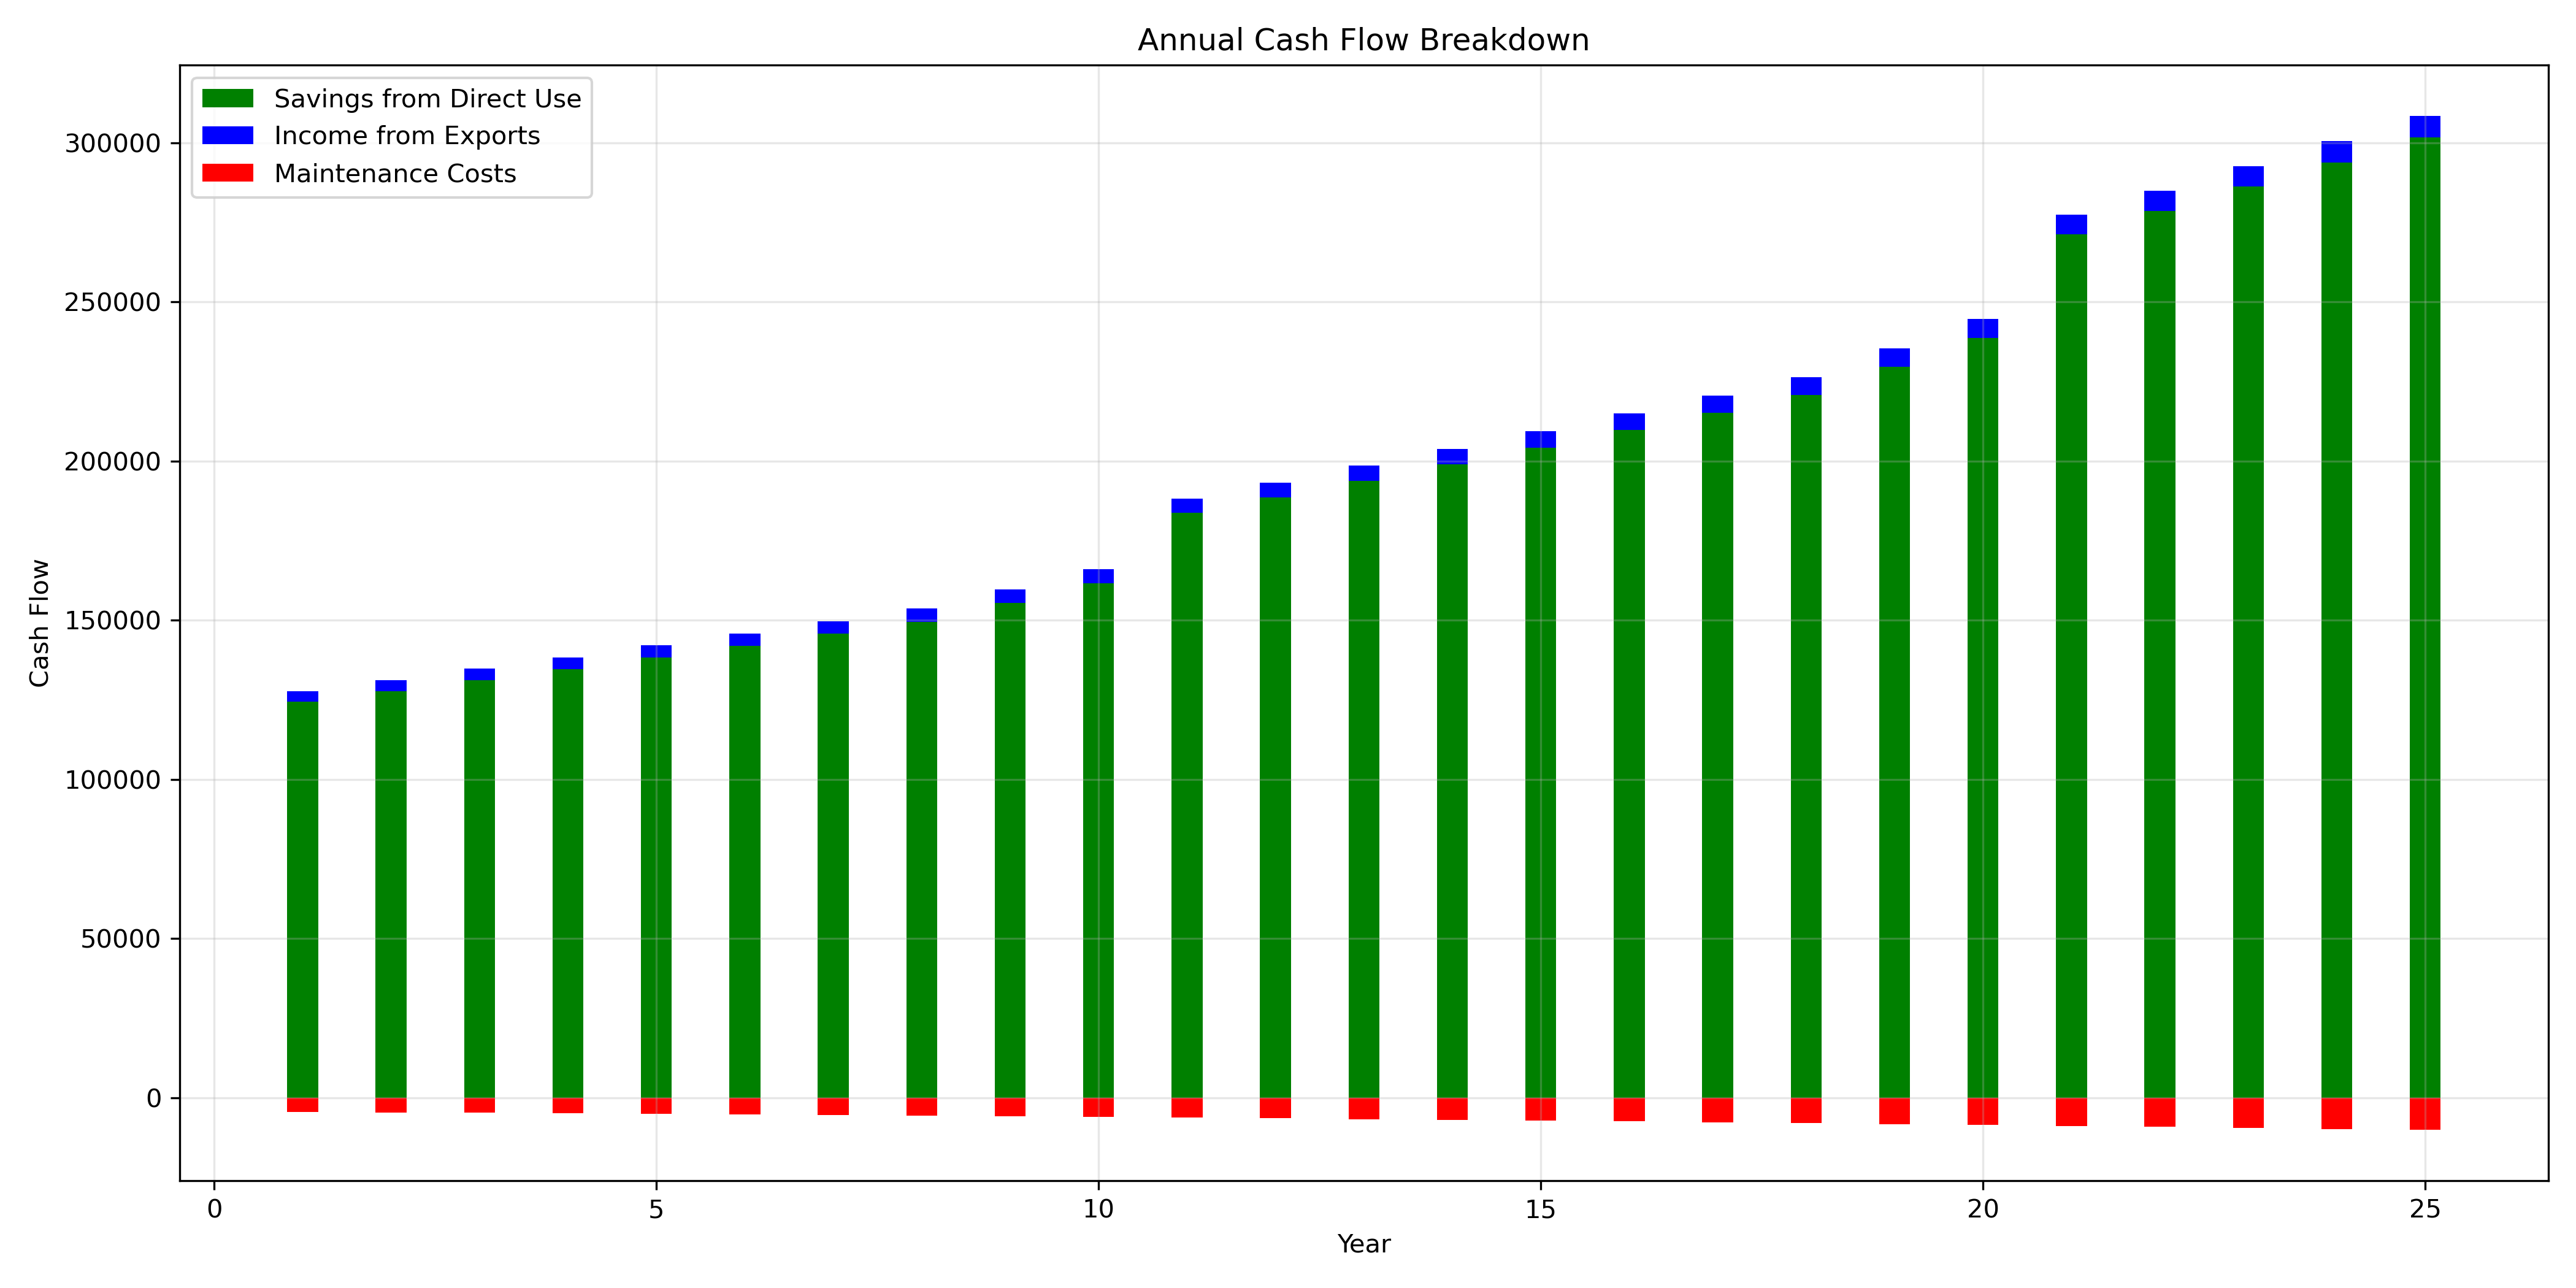 Annual Cash Flow Breakdown
Savings from Direct Use
Income from Exports
Maintenance Costs
300000
250000
200000
150000
100000
50000
0
Cash Flow
0 5 10 15 20 25
Year